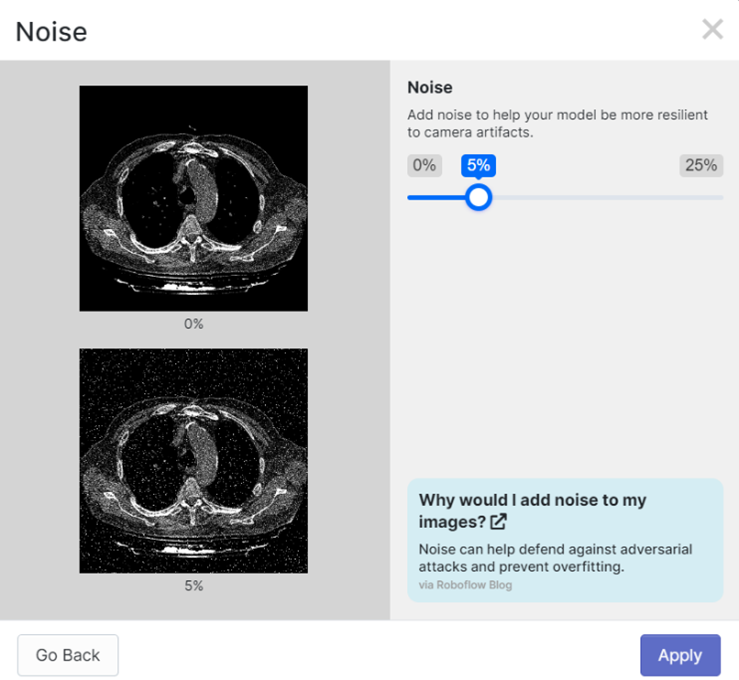 Noise
0%
5%
Noise
Add noise to help your model be more resilient
to camera artifacts.
0% 5% 25%
Why would I add noise to my
images?
Noise can help defend against adversarial
attacks and prevent overfitting.
via Roboflow Blog
Go Back
Apply